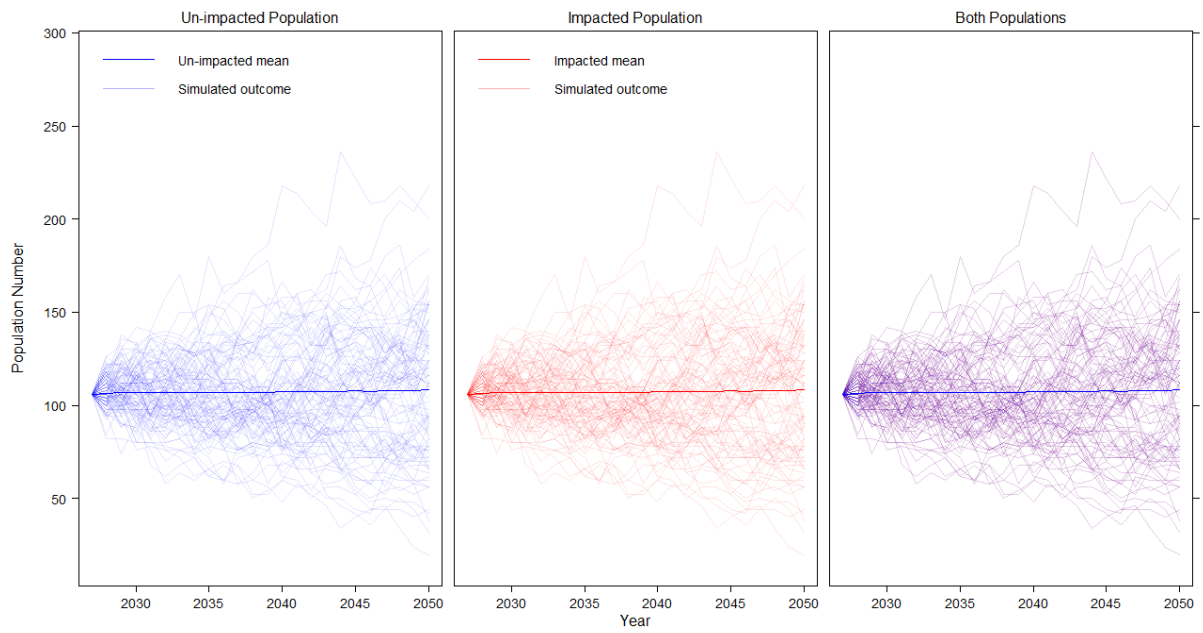 Un-impacted Population
Impacted Population
Both Populations
300
250
200
150
100
50
Population Number
Un-impacted mean
Simulated outcome
Impacted mean
Simulated outcome
2030 2035 2040 2045 2050
2030 2035 2040 2045 2050
2030 2035 2040 2045 2050
Year